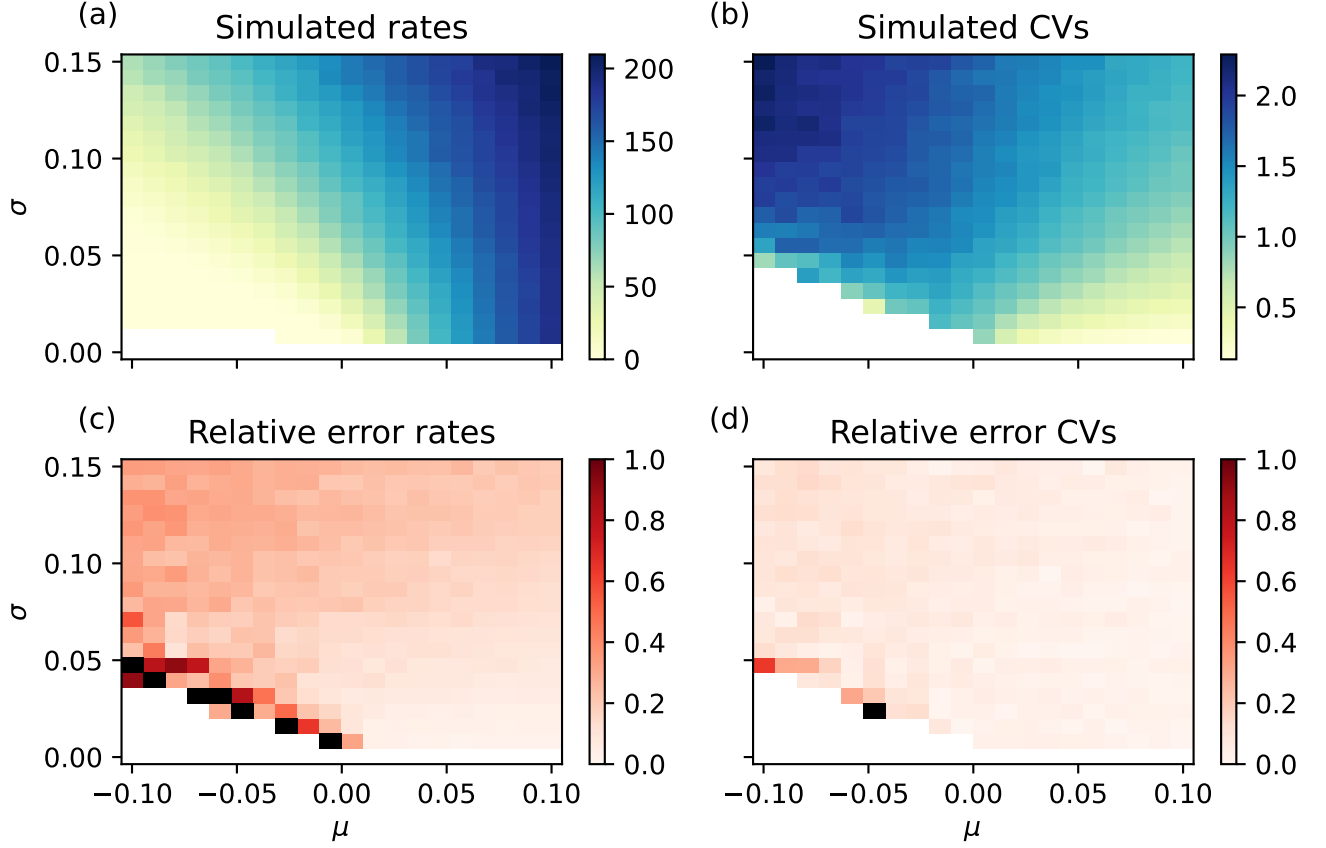 (a)
Simulated rates
0.15
0.10
0.05
0.00
σ
200
150
100
50
0
(b)
Simulated CVs
2.0
1.5
1.0
0.5
(c)
Relative error rates
0.15
0.10
0.05
0.00
σ
−0.10 −0.05 0.00 0.05 0.10
μ
1.0
0.8
0.6
0.4
0.2
0.0
(d)
Relative error CVs
−0.10 −0.05 0.00 0.05 0.10
μ
1.0
0.8
0.6
0.4
0.2
0.0